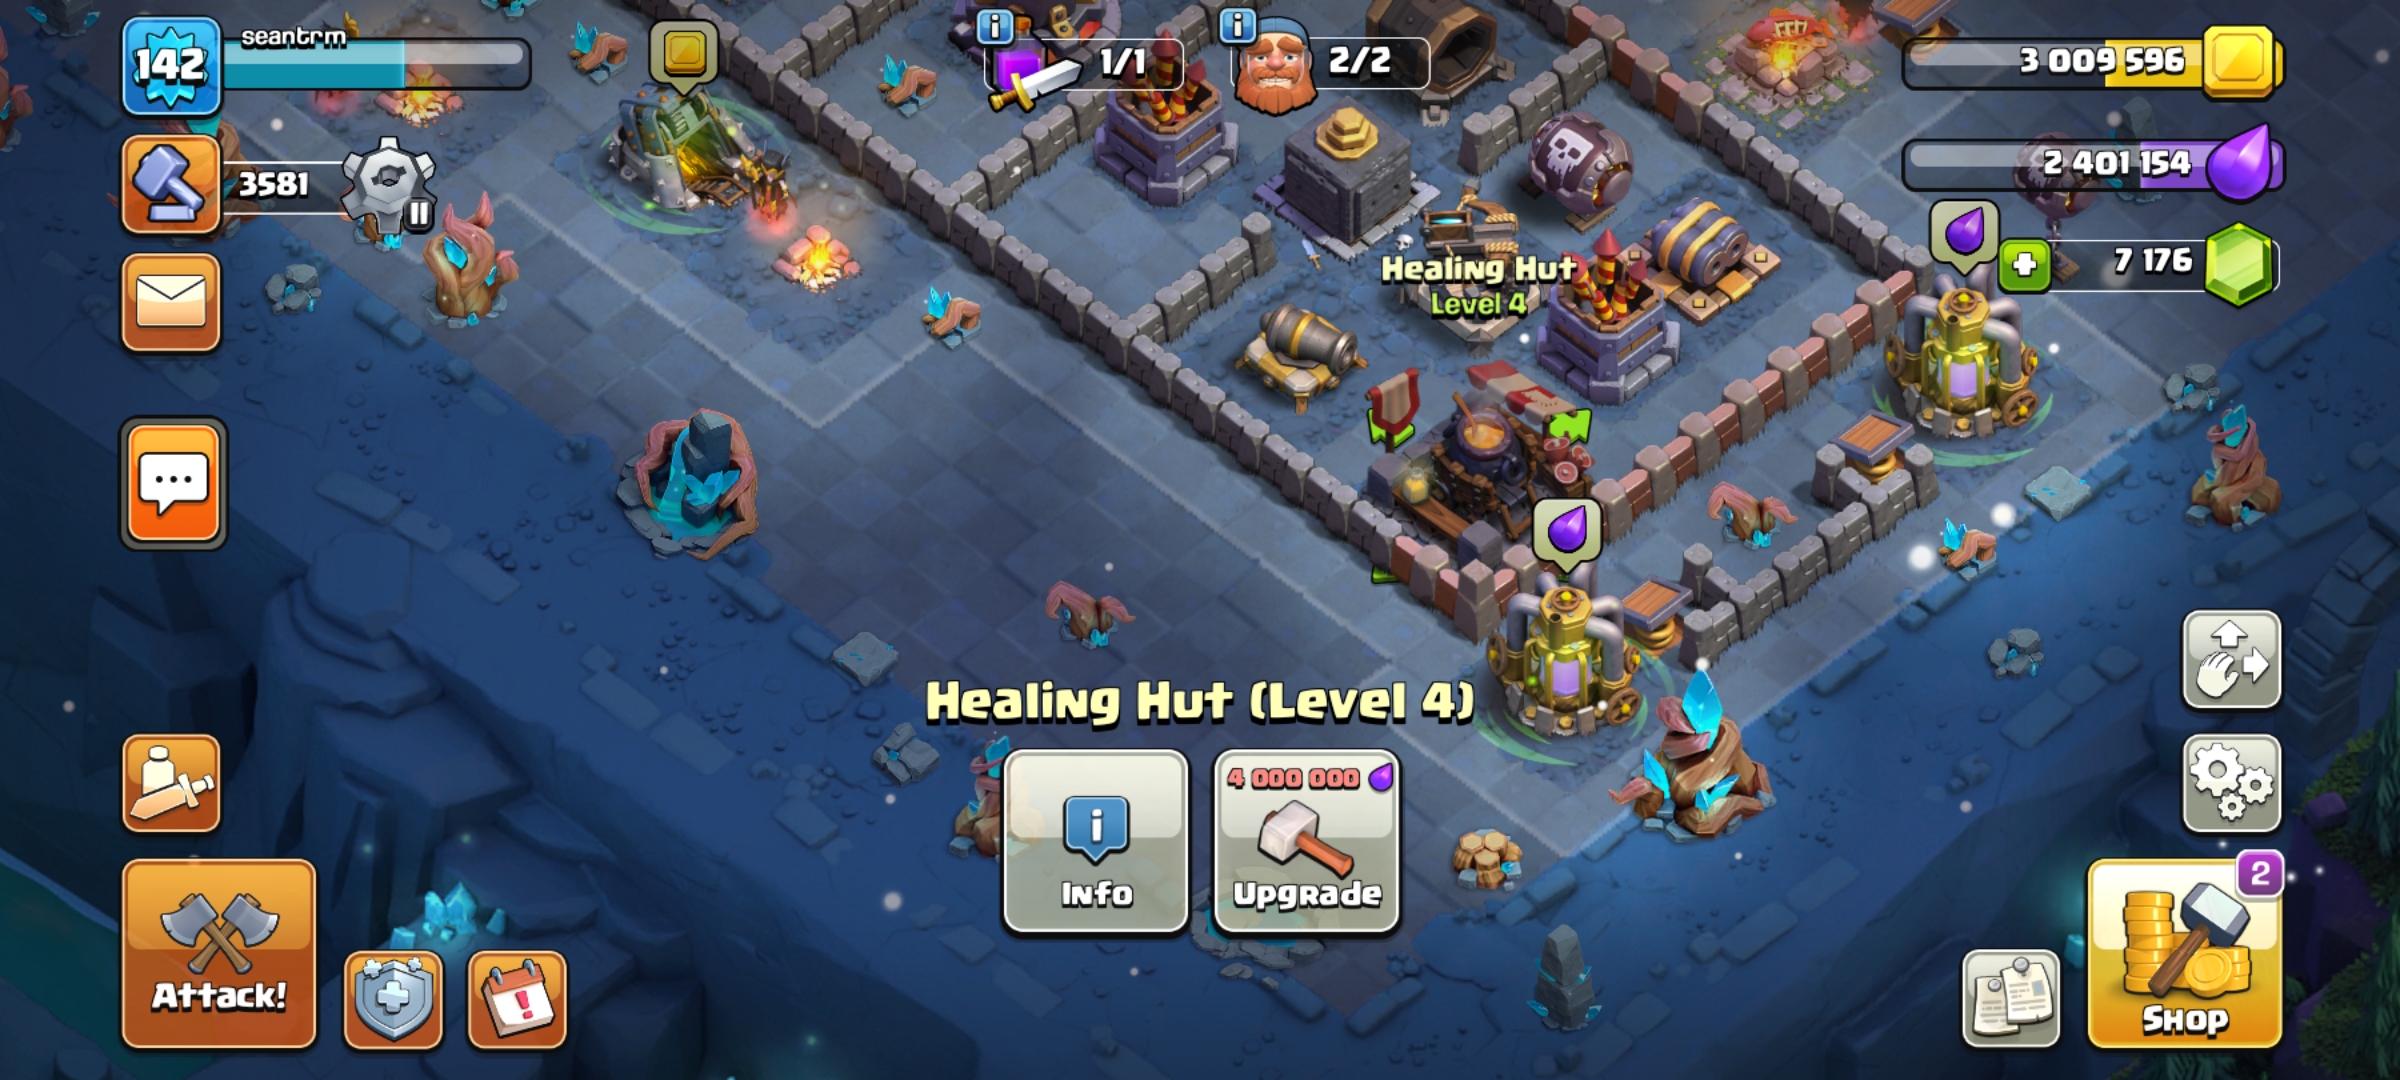 142
seantrm
1/1
2/2
3 009 596
3581
2 401 154
7 176
Healing Hut
Level 4
Healing Hut (Level 4)
Info
4 000 000
Upgrade
Attack!
2
Shop